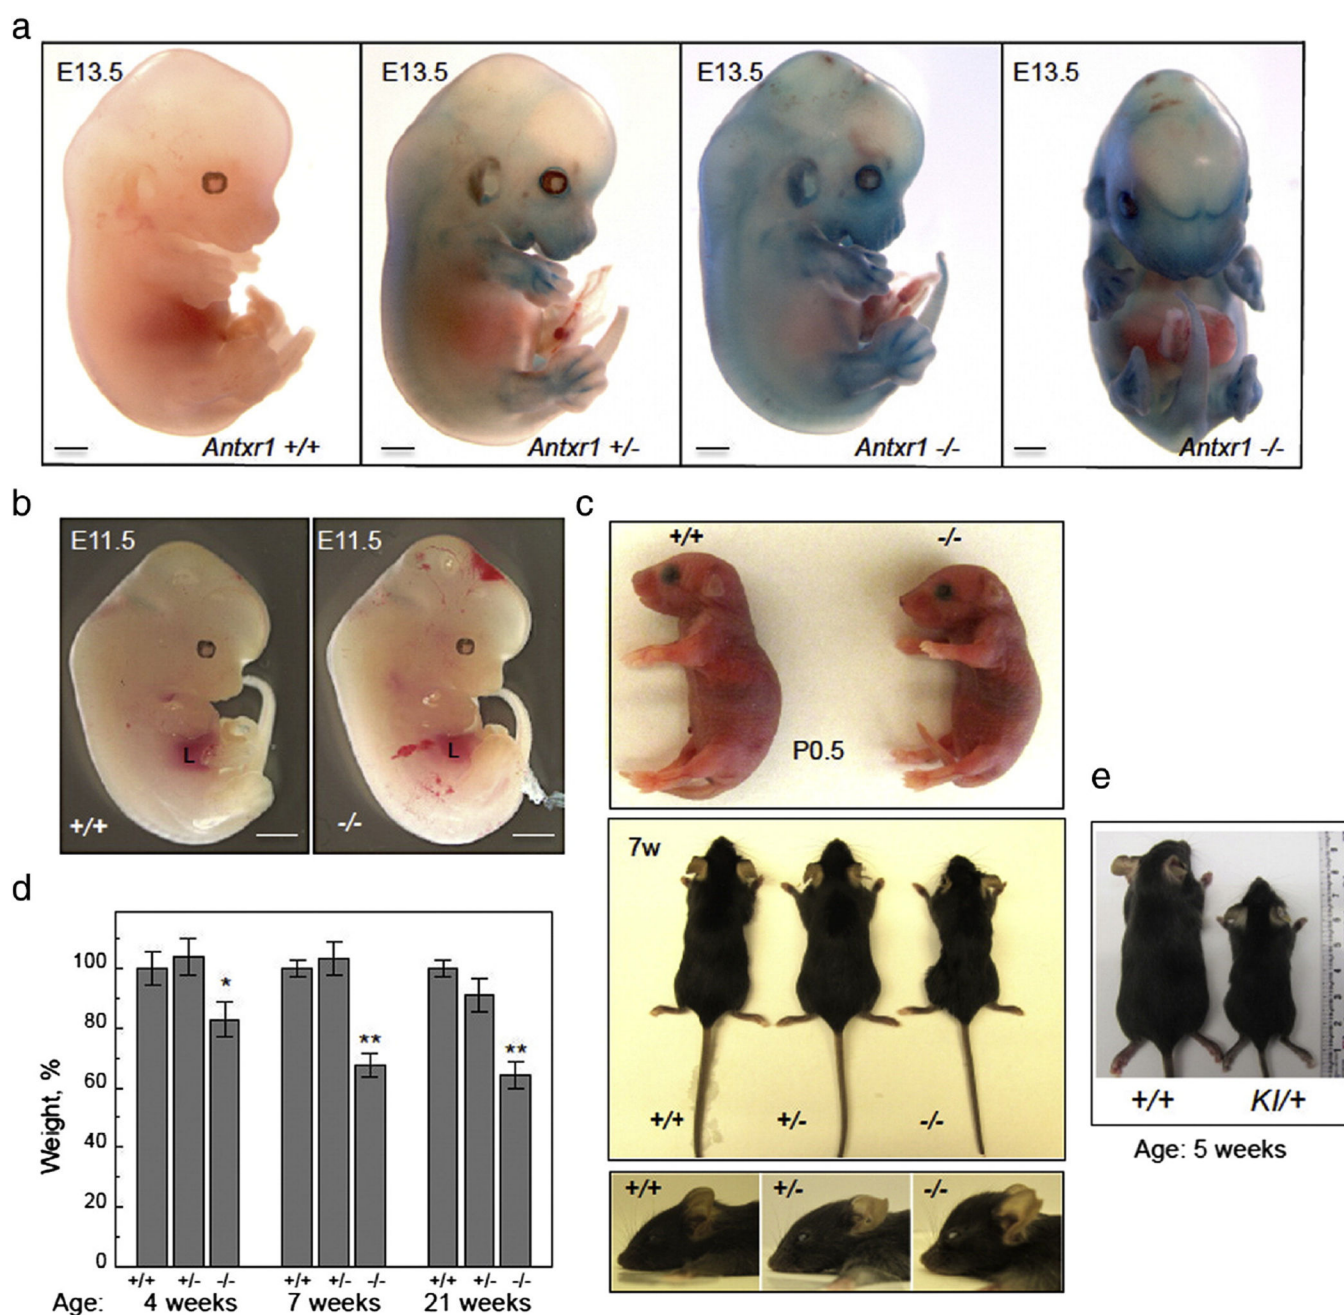 a
E13.5 E13.5 E13.5 E13.5
Antxr1 +/+ Antxr1 +/- Antxr1 -/- Antxr1 -/-
b
E11.5 E11.5
L L
+/+ -/-
c
+/+ -/-
P0.5
7w
+/+ +/- -/-
+/+ +/- -/-
d
Weight, %
100
80
60
40
20
0
* ** **
+/+ +/- -/- +/+ +/- -/- +/+ +/- -/-
Age: 4 weeks 7 weeks 21 weeks
e
+/+ KI/+
Age: 5 weeks